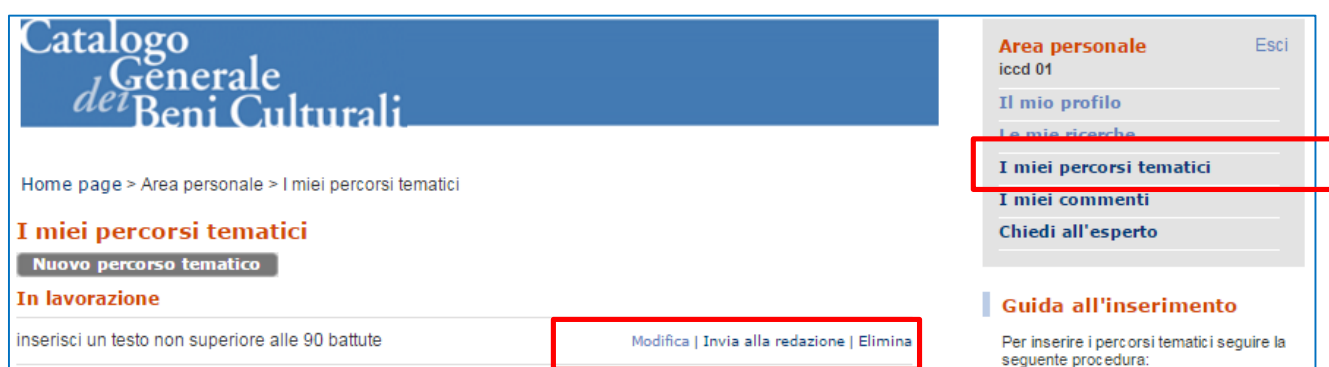 Catalogo
Generale
dei Beni Culturali
Home page > Area personale > I miei percorsi tematici
I miei percorsi tematici
Nuovo percorso tematico
In lavorazione
inserisci un testo non superiore alle 90 battute
Modifica | Invia alla redazione | Elimina
Area personale Esci
iccd 01
Il mio profilo
Le mie ricerche
I miei percorsi tematici
I miei commenti
Chiedi all'esperto
Guida all'inserimento
Per inserire i percorsi tematici seguire la
seguente procedura: